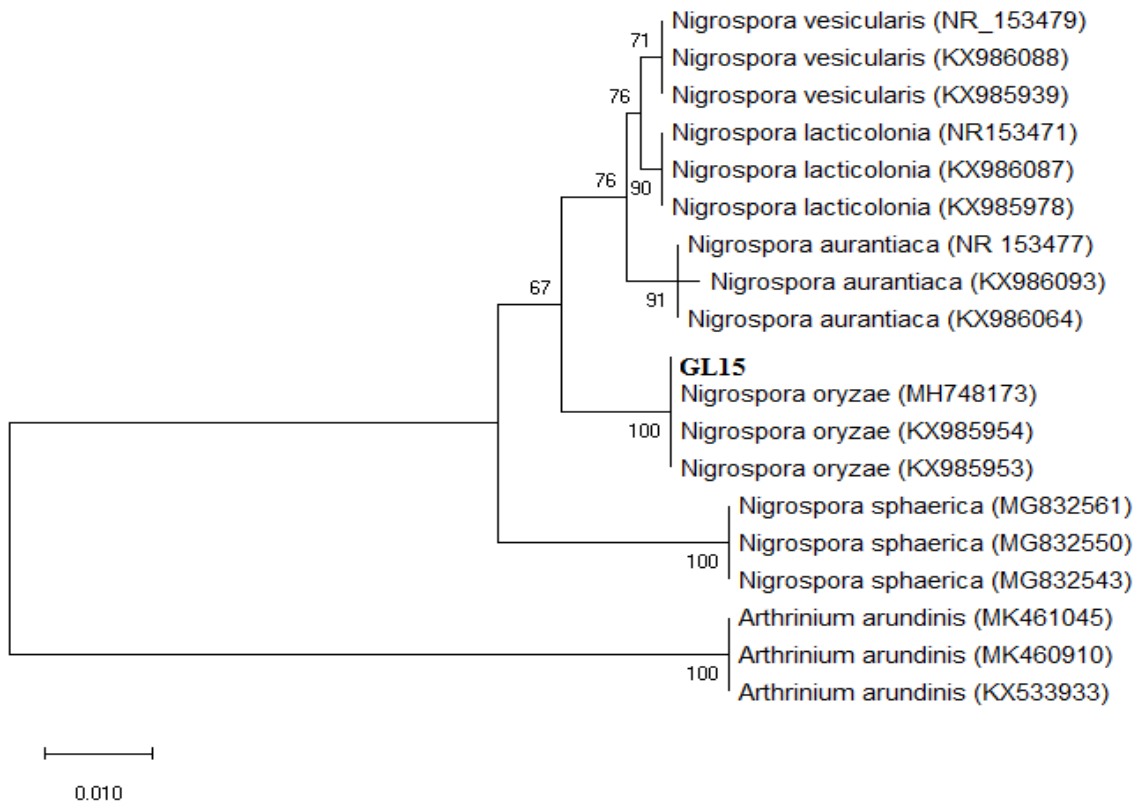 Nigrospora vesicularis (NR_153479)
71
Nigrospora vesicularis (KX986088)
76
Nigrospora vesicularis (KX985939)
Nigrospora lacticolonia (NR153471)
76
90
Nigrospora lacticolonia (KX986087)
Nigrospora lacticolonia (KX985978)
Nigrospora aurantiaca (NR 153477)
67
Nigrospora aurantiaca (KX986093)
91
Nigrospora aurantiaca (KX986064)
GL15
Nigrospora oryzae (MH748173)
100
Nigrospora oryzae (KX985954)
Nigrospora oryzae (KX985953)
Nigrospora sphaerica (MG832561)
Nigrospora sphaerica (MG832550)
100
Nigrospora sphaerica (MG832543)
Arthrinium arundinis (MK461045)
Arthrinium arundinis (MK460910)
100
Arthrinium arundinis (KX533933)
0.010